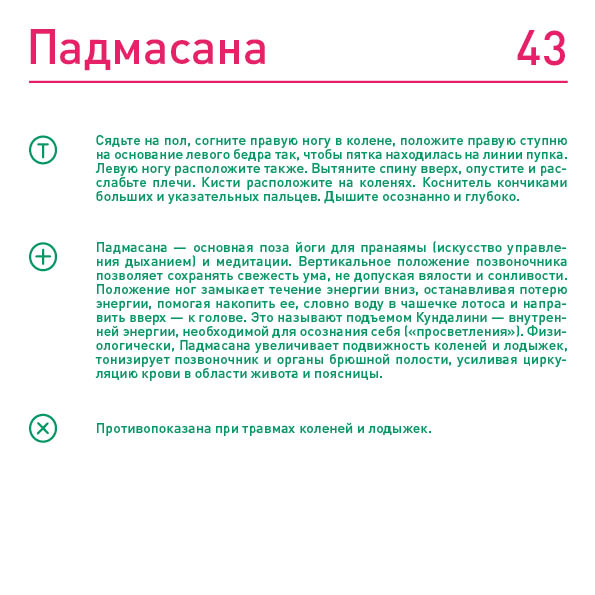 Падмасана 43
T
Сядьте на пол, согните правую ногу в колене, положите правую ступню
на основание левого бедра так, чтобы пятка находилась на линии пупка.
Левую ногу расположите также. Вытяните спину вверх, опустите и рас-
слабьте плечи. Кисти расположите на коленях. Коснитель кончиками
больших и указательных пальцев. Дышите осознанно и глубоко.
+
Падмасана — основная поза йоги для пранаямы (искусство управле-
ния дыханием) и медитации. Вертикальное положение позвоночника
позволяет сохранять свежесть ума, не допуская вялости и сонливости.
Положение ног замыкает течение энергии вниз, останавливая потерю
энергии, помогая накопить ее, словно воду в чашечке лотоса и напра-
вить вверх — к голове. Это называют подъемом Кундалини — внутрен-
ней энергии, необходимой для осознания себя («просветления»). Физи-
ологически, Падмасана увеличивает подвижность коленей и лодыжек,
тонизирует позвоночник и органы брюшной полости, усиливая цирку-
ляцию крови в области живота и поясницы.
×
Противопоказана при травмах коленей и лодыжек.